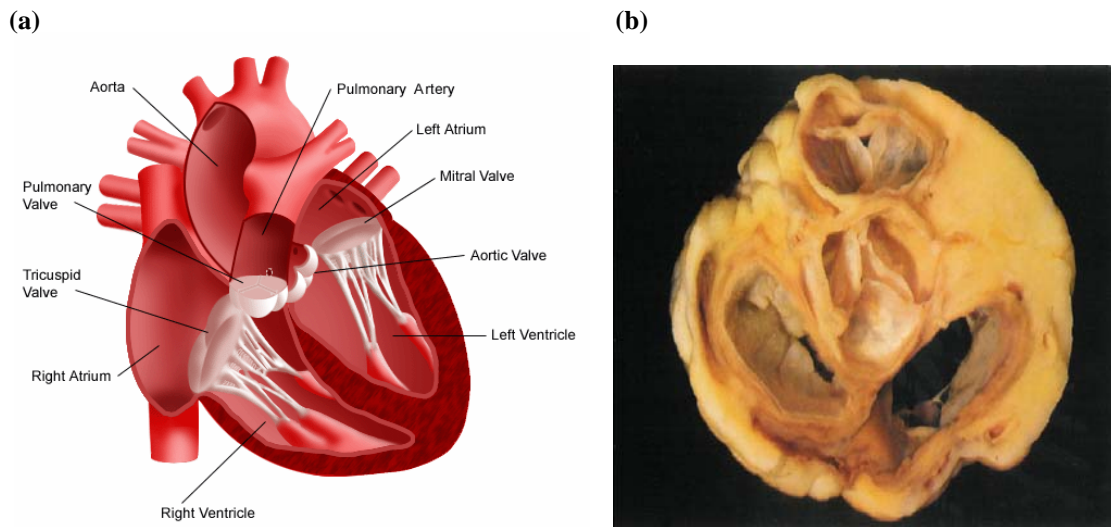 (a)
(b)
Aorta
Pulmonary Artery
Left Atrium
Mitral Valve
Pulmonary
Valve
Aortic Valve
Tricuspid
Valve
Left Ventricle
Right Atrium
Right Ventricle